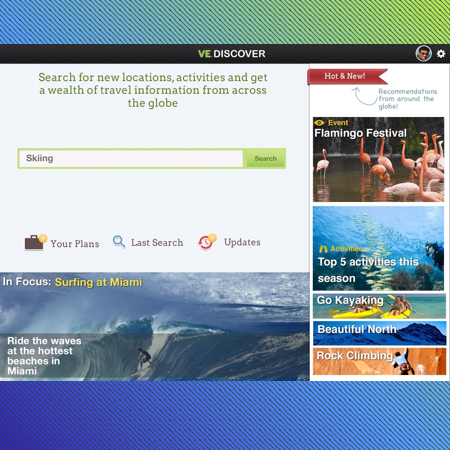 VE DISCOVER
Search for new locations, activities and get
a wealth of travel information from across
the globe
Skiing
Search
Your Plans
Last Search
Updates
In Focus: Surfing at Miami
Ride the waves
at the hottest
beaches in
Miami
Hot & New!
Recommendations
from around the
globe!
Event
Flamingo Festival
Activities
Top 5 activities this
season
Go Kayaking
Beautiful North
Rock Climbing